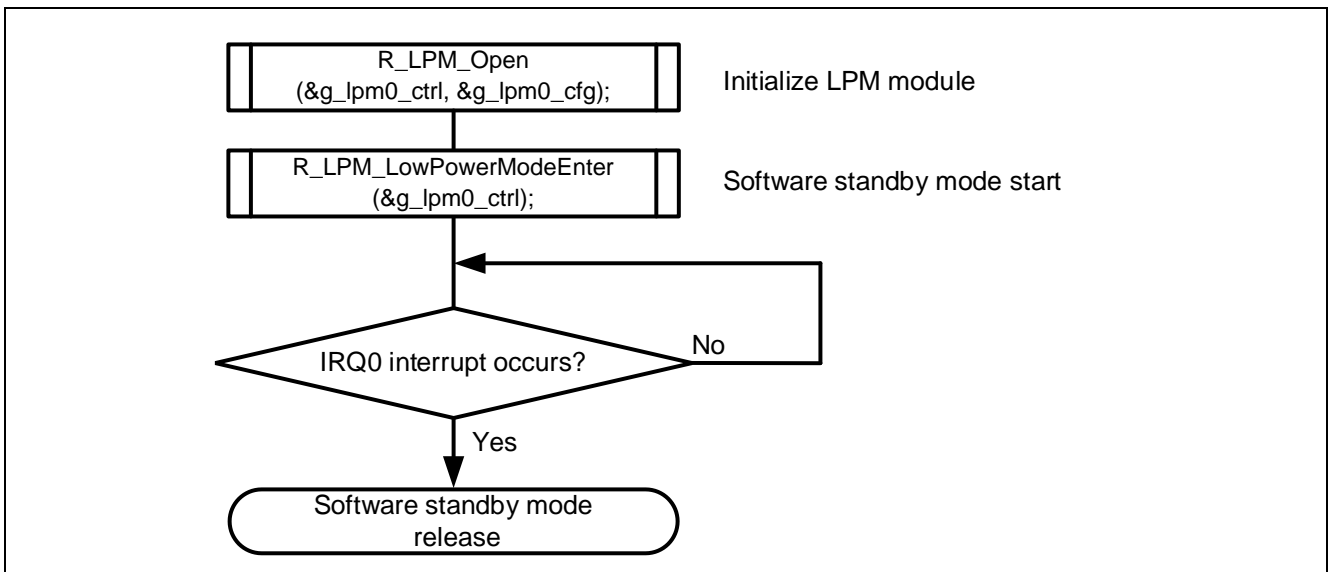 R_LPM_Open
(&g_lpm0_ctrl, &g_lpm0_cfg);
Initialize LPM module
R_LPM_LowPowerModeEnter
(&g_lpm0_ctrl);
Software standby mode start
IRQ0 interrupt occurs?
No
Yes
Software standby mode
release